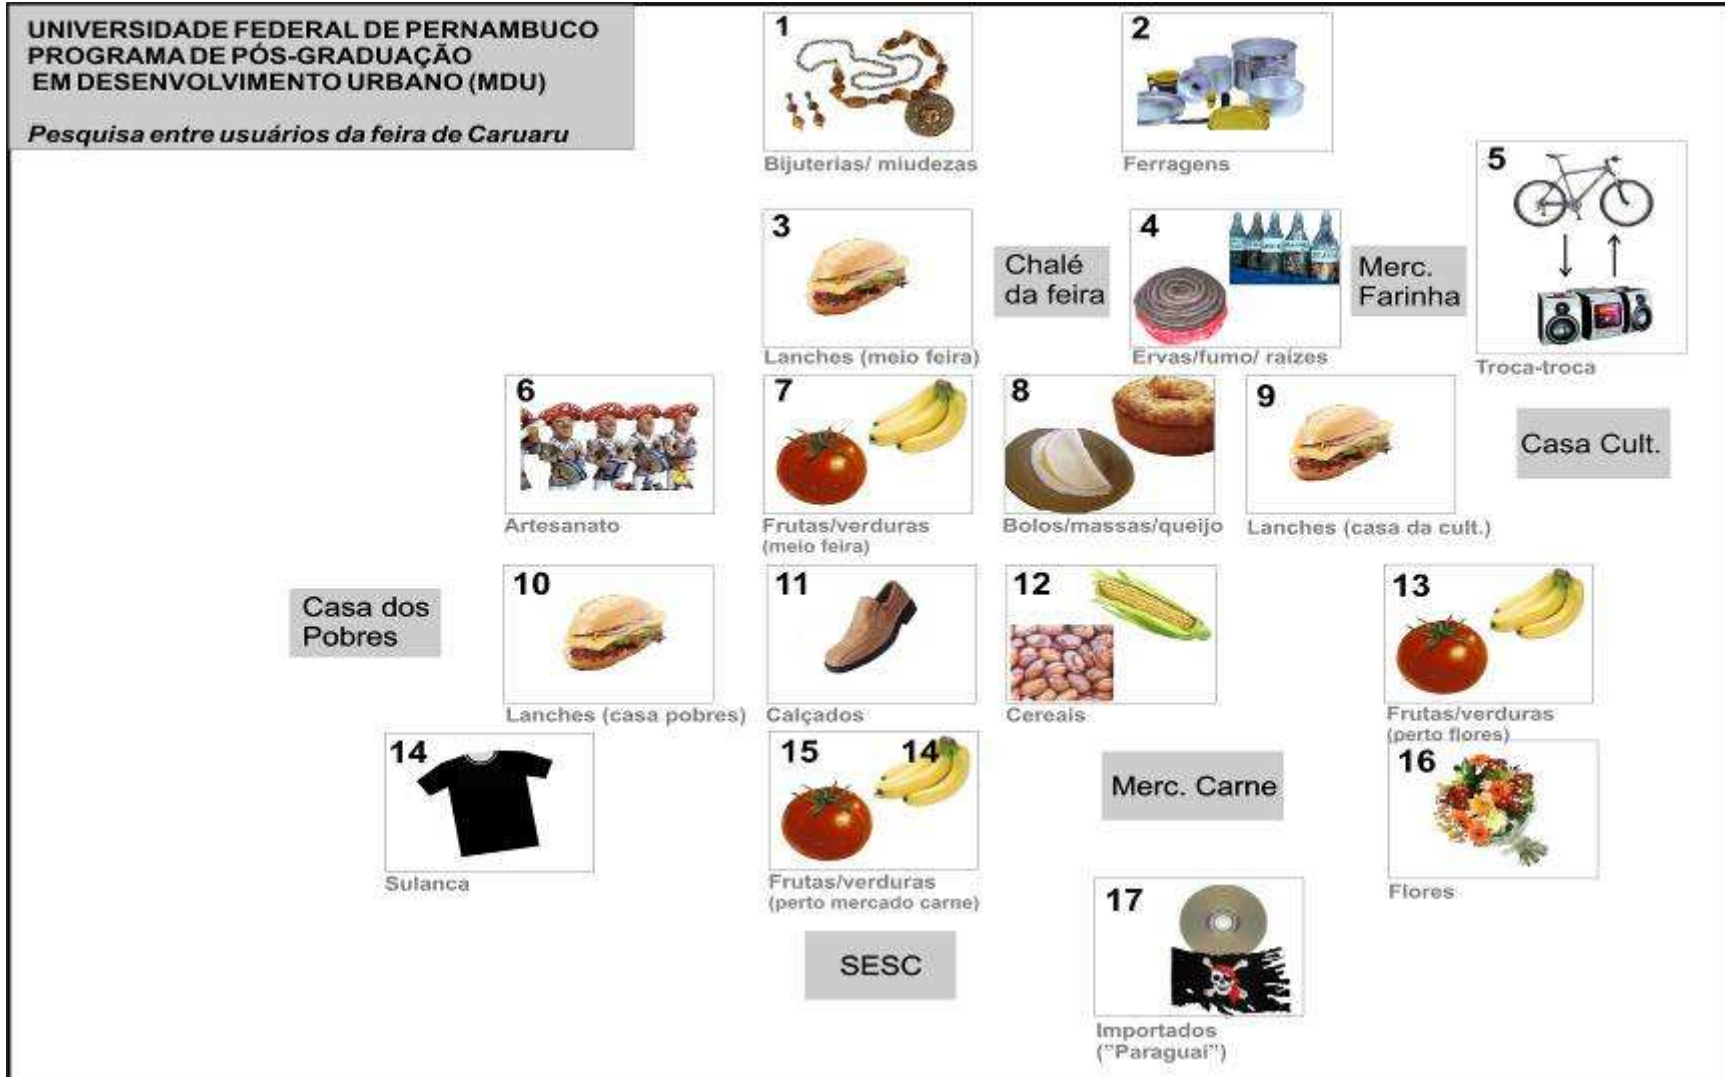 UNIVERSIDADE FEDERAL DE PERNAMBUCO
PROGRAMA DE PÓS-GRADUAÇÃO
EM DESENVOLVIMENTO URBANO (MDU)
Pesquisa entre usuários da feira de Caruaru
1
Bijuterias/ miudezas
2
Ferragens
5
Troca-troca
3
Lanches (meio feira)
Chalé
da feira
4
Ervas/fumo/ raízes
Merc.
Farinha
6
Artesanato
7
Frutas/verduras
(meio feira)
8
Bolos/massas/queijo
9
Lanches (casa da cult.)
Casa Cult.
Casa dos
Pobres
10
Lanches (casa pobres)
11
Calçados
12
Cereais
13
Frutas/verduras
(perto flores)
14
Sulanca
15
14
Frutas/verduras
(perto mercado carne)
Merc. Carne
16
Flores
SESC
17
Importados
("Paraguai")